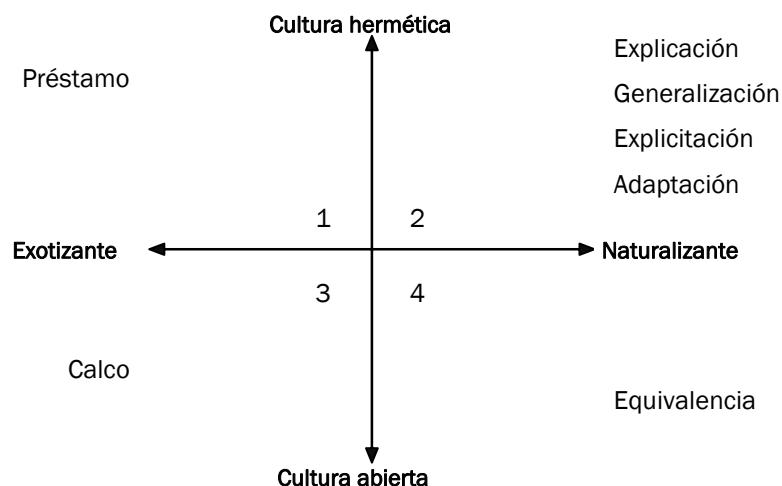 Cultura hermética
Préstamo
Explicación
Generalización
Explicitación
Adaptación
1
2
Exotizante
Naturalizante
3
4
Calco
Equivalencia
Cultura abierta